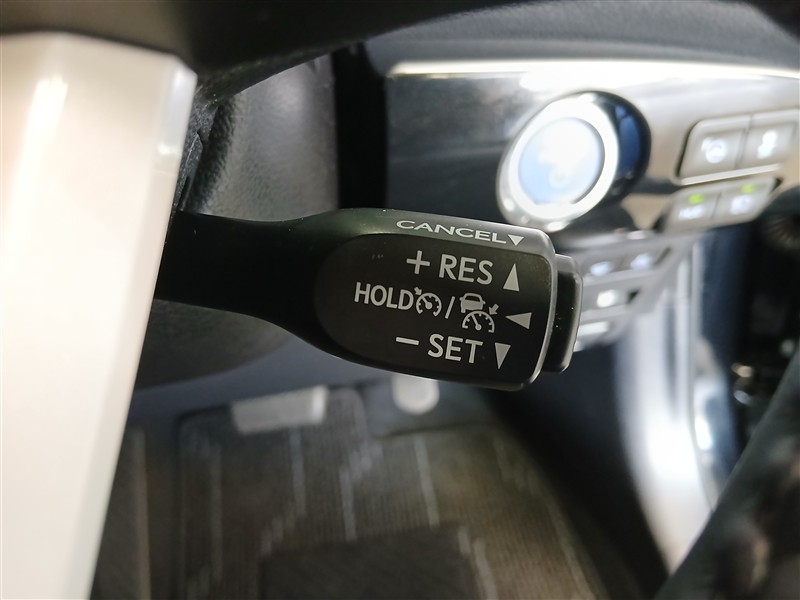 CANCEL▼
+ RES ▲
HOLD / ◀
− SET ▼